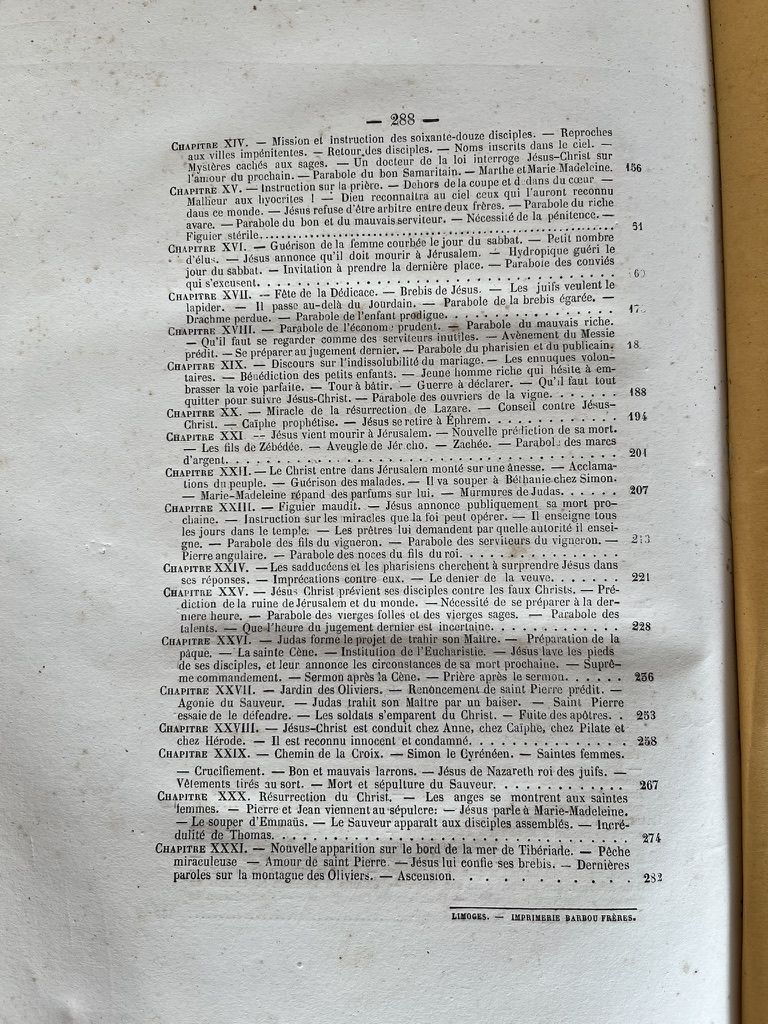 — 288 —
CHAPITRE XIV. — Mission et instruction des soixante-douze disciples. — Reproches
aux villes impénitentes. — Retour des disciples. — Noms inscrits dans le ciel. —
Mystères cachés aux sages. — Un docteur de la loi interroge Jésus-Christ sur
l'amour du prochain. — Parabole du bon Samaritain. — Marthe et Marie Madeleine. 156
CHAPITRE XV. — Instruction sur la prière. — Dehors de la coupe et d dans du cœur —
Malheur aux hyocrites ! — Dieu reconnaîtra au ciel ceux qui l'auront reconnu
dans ce monde. — Jésus refuse d'être arbitre entre deux frères. — Parabole du riche
avare. — Parabole du bon et du mauvais serviteur. — Nécessité de la pénitence. —
Figuier stérile. . . . . . . . . . . . . . . . . . . . . . . . . . . . 51
CHAPITRE XVI. — Guérison de la femme courbée le jour du sabbat. — Petit nombre
d'élus. — Jésus annonce qu'il doit mourir à Jérusalem. — Hydropique guéri le
jour du sabbat. — Invitation à prendre la dernière place. — Parabole des conviés
qui s'excusent. . . . . . . . . . . . . . . . . . . . . . . . . . . . 60
CHAPITRE XVII. — Fête de la Dédicace. — Brebis de Jésus. — Les juifs veulent le
lapider. — Il passe au-delà du Jourdain. — Parabole de la brebis égarée. —
Drachme perdue. — Parabole de l'enfant prodigue. . . . . . . . . . . . 17
CHAPITRE XVIII. — Parabole de l'économe prudent. — Parabole du mauvais riche.
— Qu'il faut se regarder comme des serviteurs inutiles. — Avènement du Messie
prédit. — Se préparer au jugement dernier. — Parabole du pharisien et du publicain. 18
CHAPITRE XIX. — Discours sur l'indissolubilité du mariage. — Les ennuques volon-
taires. — Bénédiction des petits enfants. — Jeune homme riche qui hésite à em-
brasser la voie parfaite. — Tour à bâtir. — Guerre à déclarer. — Qu'il faut tout
quitter pour suivre Jésus-Christ. — Parabole des ouvriers de la vigne. . . . . . . 188
CHAPITRE XX. — Miracle de la résurrection de Lazare. — Conseil contre Jésus-
Christ. — Caïphe prophétise. — Jésus se retire à Éphrem. . . . . . . . . . . 194
CHAPITRE XXI -- Jésus vient mourir à Jérusalem. — Nouvelle prédiction de sa mort.
— Les fils de Zébédée. — Aveugle de Jéricho. — Zachée. — Parabole des marcs
d'argent. . . . . . . . . . . . . . . . . . . . . . . . . . . . . . . 201
CHAPITRE XXII. — Le Christ entre dans Jérusalem monté sur une ânesse. — Acclama-
tions du peuple. — Guérison des malades. — Il va souper à Béthanie chez Simon.
— Marie-Madeleine répand des parfums sur lui. — Murmures de Judas. . . . . . 207
CHAPITRE XXIII. — Figuier maudit. — Jésus annonce publiquement sa mort pro-
chaine. — Instruction sur les miracles que la foi peut opérer. — Il enseigne tous
les jours dans le temple. — Les prêtres lui demandent par quelle autorité il ensei-
gne. — Parabole des fils du vigneron. — Parabole des serviteurs du vigneron. —
Pierre angulaire. — Parabole des noces du fils du roi. . . . . . . . . . . . . 213
CHAPITRE XXIV. — Les sadducéens et les pharisiens cherchent à surprendre Jésus dans
ses réponses. — Imprécations contre eux. — Le denier de la veuve. . . . . . . 221
CHAPITRE XXV. — Jésus Christ prévient ses disciples contre les faux Christs. — Pré-
diction de la ruine de Jérusalem et du monde. — Nécessité de se préparer à la der-
nière heure. — Parabole des vierges folles et des vierges sages. — Parabole des
talents. — Que l'heure du jugement dernier est incertaine. . . . . . . . . . . 228
CHAPITRE XXVI. — Judas forme le projet de trahir son Maître. — Préparation de la
pâque. — La sainte Cène. — Institution de l'Eucharistie. — Jésus lave les pieds
de ses disciples, et leur annonce les circonstances de sa mort prochaine. — Suprê-
me commandement. — Sermon après la Cène. — Prière après le sermon. . . . . . 236
CHAPITRE XXVII. — Jardin des Oliviers. — Renoncement de saint Pierre prédit. —
Agonie du Sauveur. — Judas trahit son Maître par un baiser. — Saint Pierre
essaie de le défendre. — Les soldats s'emparent du Christ. — Fuite des apôtres. . 253
CHAPITRE XXVIII. — Jésus-Christ est conduit chez Anne, chez Caïphe, chez Pilate et
chez Hérode. — Il est reconnu innocent et condamné. . . . . . . . . . . . . . 258
CHAPITRE XXIX. — Chemin de la Croix. — Simon le Cyrénéen. — Saintes femmes.
— Crucifiement. — Bon et mauvais larrons. — Jésus de Nazareth roi des juifs. —
Vêtements tirés au sort. — Mort et sépulture du Sauveur. . . . . . . . . . . . 267
CHAPITRE XXX. Résurrection du Christ. — Les anges se montrent aux saintes
femmes. — Pierre et Jean viennent au sépulcre: — Jésus parle à Marie-Madeleine.
— Le souper d'Emmaüs. — Le Sauveur apparaît aux disciples assemblés. — Incré-
dulité de Thomas. . . . . . . . . . . . . . . . . . . . . . . . . . . 274
CHAPITRE XXXI. — Nouvelle apparition sur le bord de la mer de Tibériade. — Pêche
miraculeuse — Amour de saint Pierre. — Jésus lui confie ses brebis. — Dernières
paroles sur la montagne des Oliviers. — Ascension. . . . . . . . . . . . . . 282
LIMOGES. — IMPRIMERIE BARBOU FRÈRES.